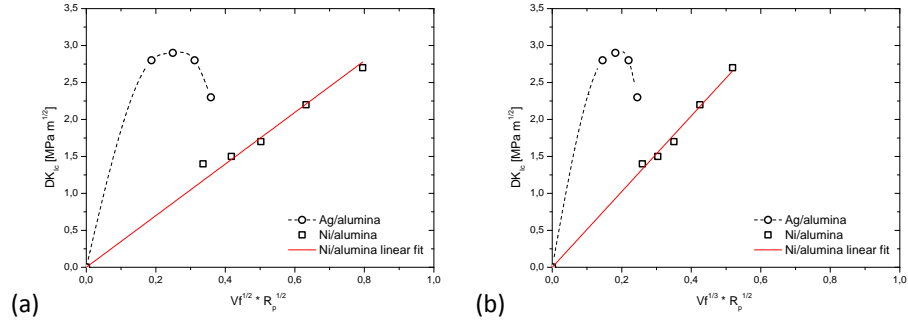 3,5
3,0
2,5
2,0
1,5
1,0
0,5
0,0
DK_Ic [MPa m^1/2]
Ag/alumina
Ni/alumina
Ni/alumina linear fit
0,0 0,2 0,4 0,6 0,8 1,0
(a) Vf^1/2 * R_p^1/2
3,5
3,0
2,5
2,0
1,5
1,0
0,5
0,0
DK_Ic [MPa m^1/2]
Ag/alumina
Ni/alumina
Ni/alumina linear fit
0,0 0,2 0,4 0,6 0,8 1,0
(b) Vf^1/3 * R_p^1/2